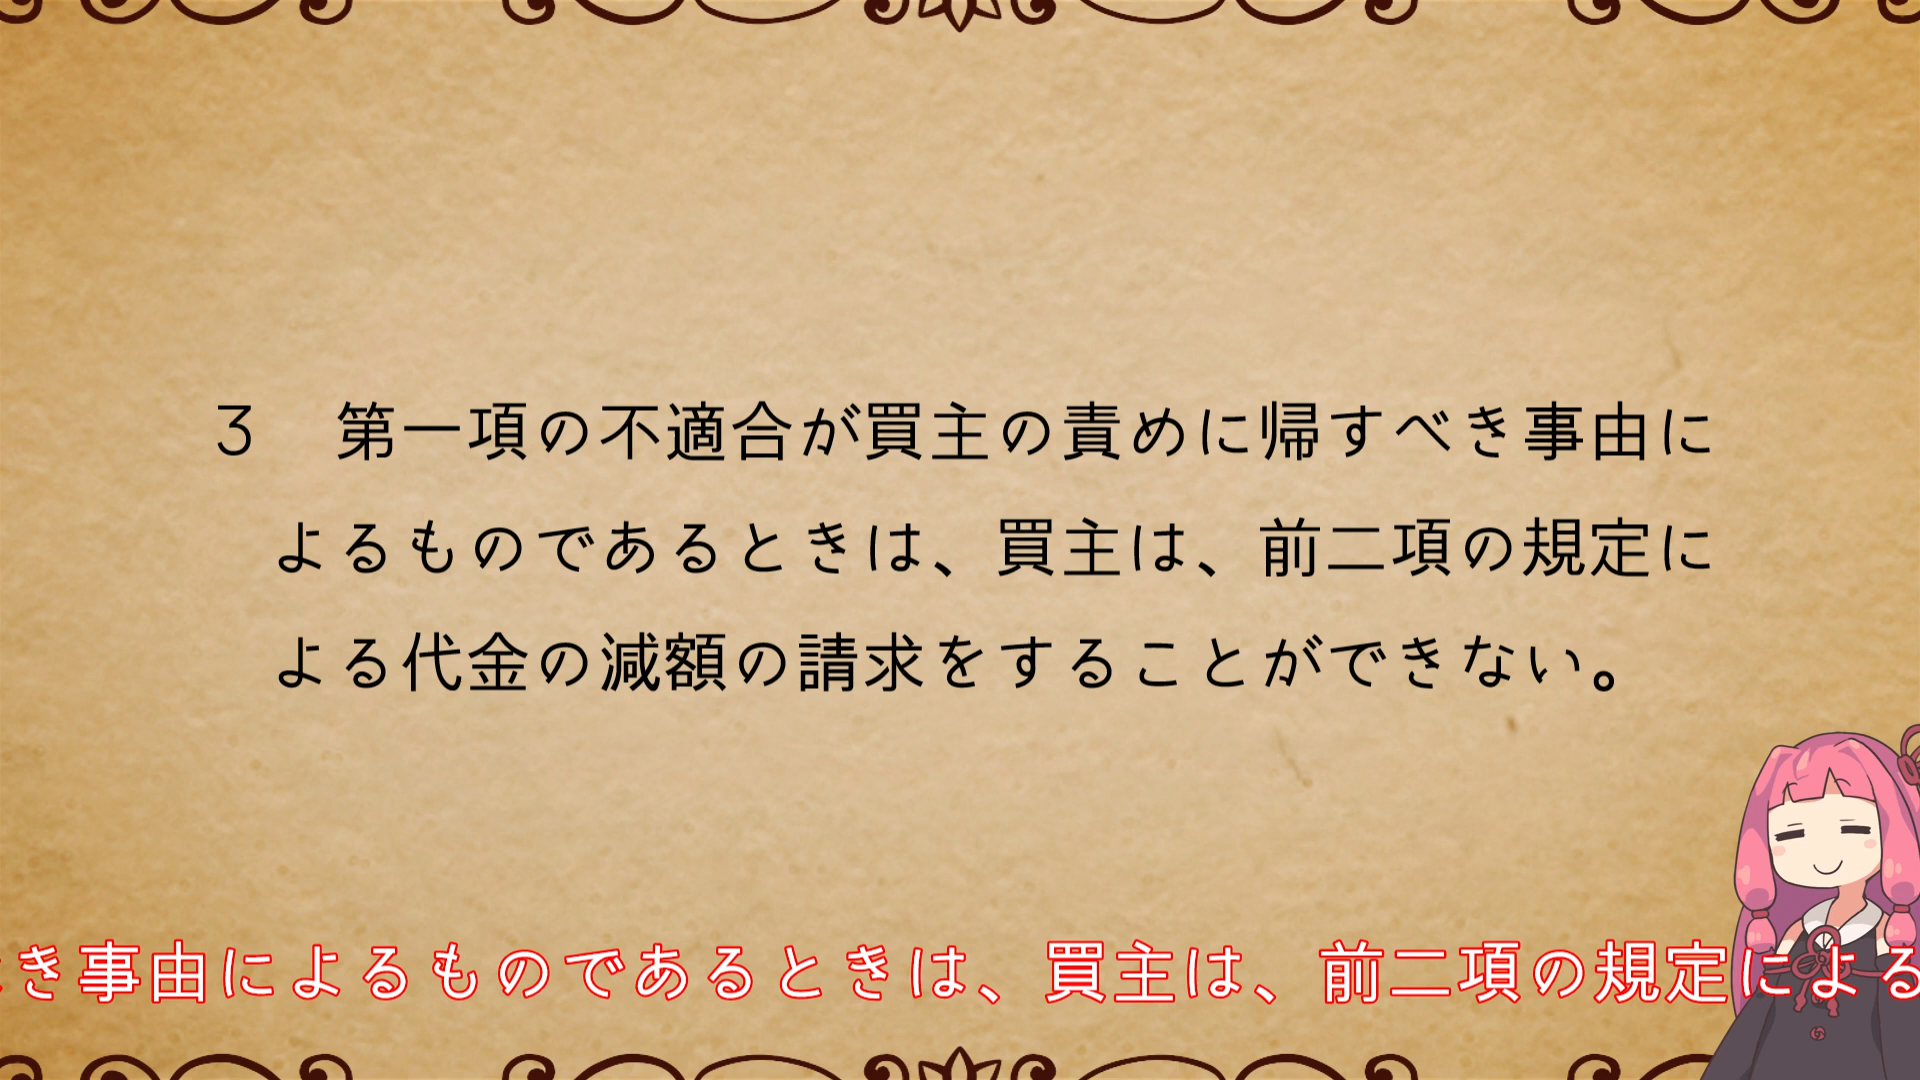 ３　第一項の不適合が買主の責めに帰すべき事由に
よるものであるときは、買主は、前二項の規定に
よる代金の減額の請求をすることができない。
き事由によるものであるときは、買主は、前二項の規定による